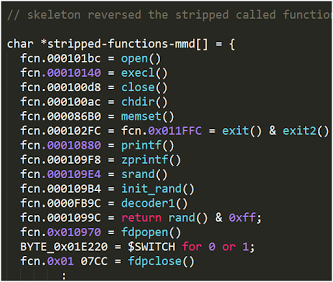 // skeleton reversed the stripped called function
char *stripped-functions-mmd[] = {
fcn.000101bc = open()
fcn.00010140 = execl()
fcn.000100d8 = close()
fcn.000100ac = chdir()
fcn.000086B0 = memset()
fcn.000102FC = fcn.0x011FFC = exit() & exit2()
fcn.00010880 = printf()
fcn.000109F8 = zprintf()
fcn.000109E4 = srand()
fcn.000109B4 = init_rand()
fcn.0000FB9C = decoder1()
fcn.0001099C = return rand() & 0xff;
fcn.0x010970 = fdpopen()
BYTE_0x01E220 = $SWITCH for 0 or 1;
fcn.0x01 07CC = fdpclose()
: